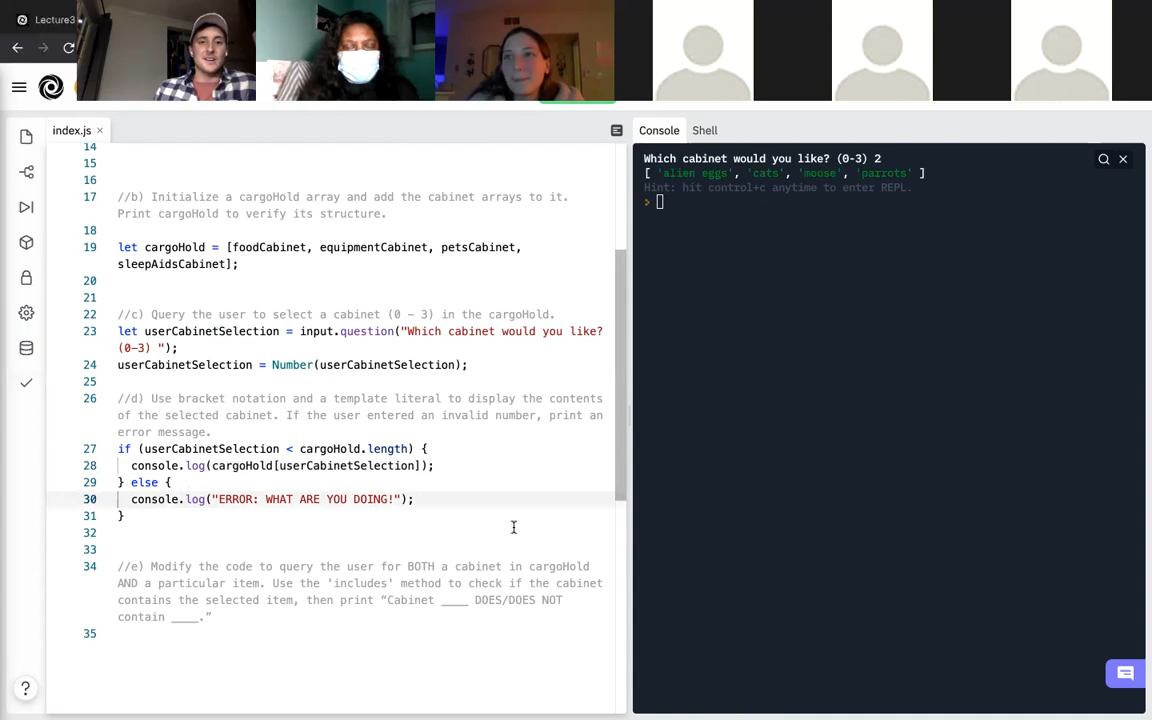 Lecture3
index.js
Console
Shell
14
15
16
17 //b) Initialize a cargoHold array and add the cabinet arrays to it.
Print cargoHold to verify its structure.
18
19 let cargoHold = [foodCabinet, equipmentCabinet, petsCabinet,
sleepAidsCabinet];
20
21
22 //c) Query the user to select a cabinet (0 - 3) in the cargoHold.
23 let userCabinetSelection = input.question("Which cabinet would you like?
(0-3) ");
24 userCabinetSelection = Number(userCabinetSelection);
25
26 //d) Use bracket notation and a template literal to display the contents
of the selected cabinet. If the user entered an invalid number, print an
error message.
27 if (userCabinetSelection < cargoHold.length) {
28 console.log(cargoHold[userCabinetSelection]);
29 } else {
30 console.log("ERROR: WHAT ARE YOU DOING!");
31 }
32
33
34 //e) Modify the code to query the user for BOTH a cabinet in cargoHold
AND a particular item. Use the 'includes' method to check if the cabinet
contains the selected item, then print “Cabinet ____ DOES/DOES NOT
contain ____.”
35
Which cabinet would you like? (0-3) 2
[ 'alien eggs', 'cats', 'moose', 'parrots' ]
Hint: hit control+c anytime to enter REPL.
>
?